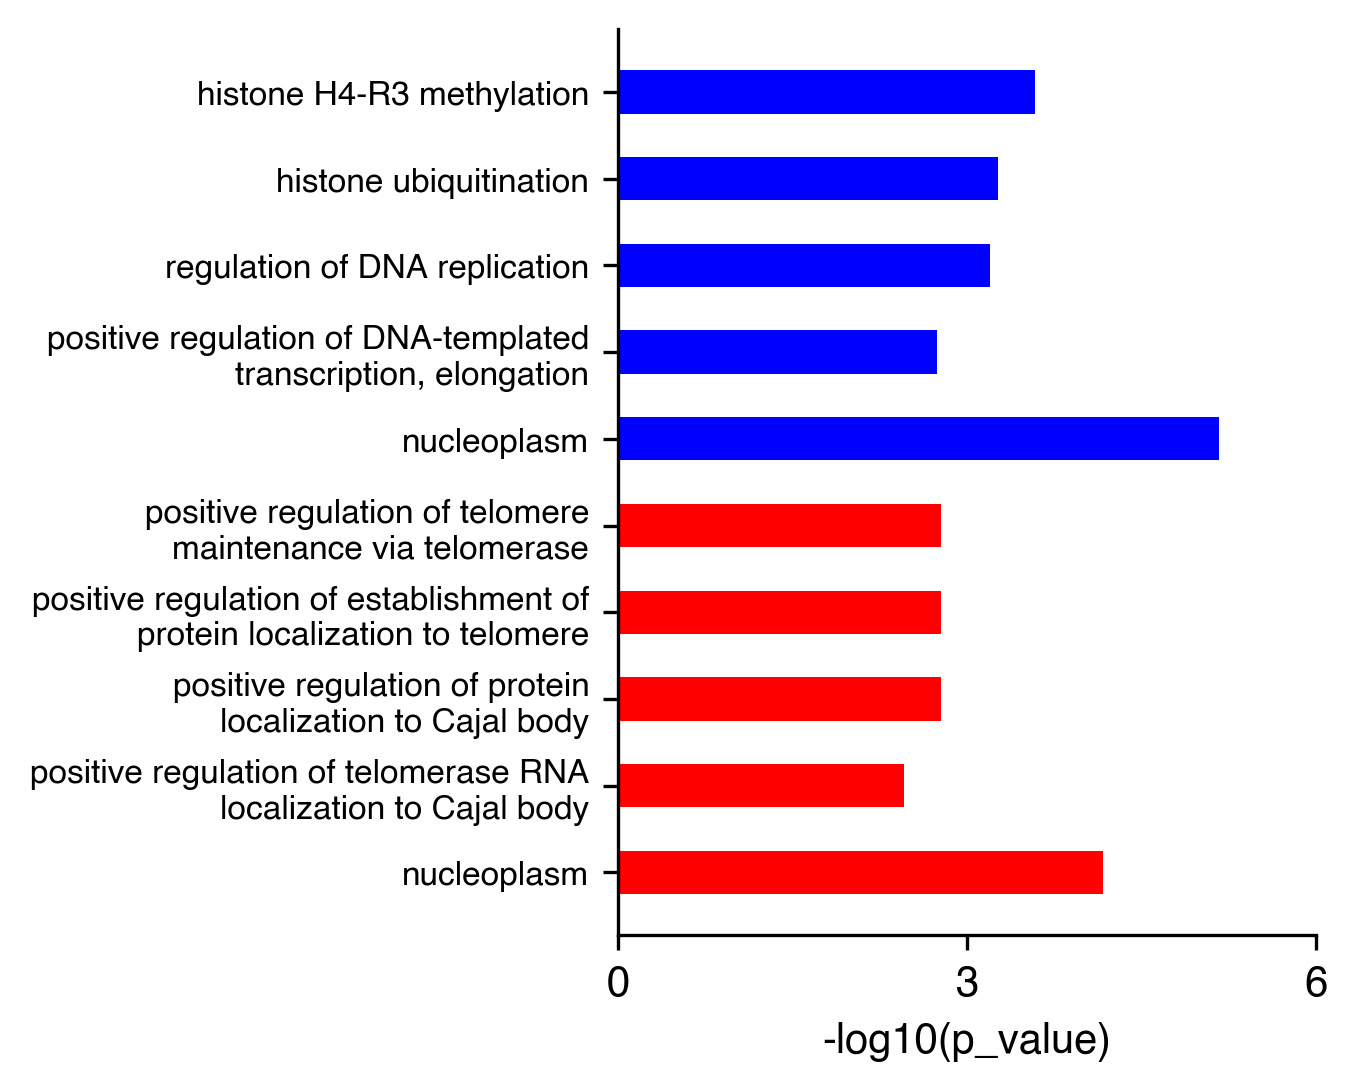 histone H4-R3 methylation
histone ubiquitination
regulation of DNA replication
positive regulation of DNA-templated
transcription, elongation
nucleoplasm
positive regulation of telomere
maintenance via telomerase
positive regulation of establishment of
protein localization to telomere
positive regulation of protein
localization to Cajal body
positive regulation of telomerase RNA
localization to Cajal body
nucleoplasm
0 3 6
-log10(p_value)